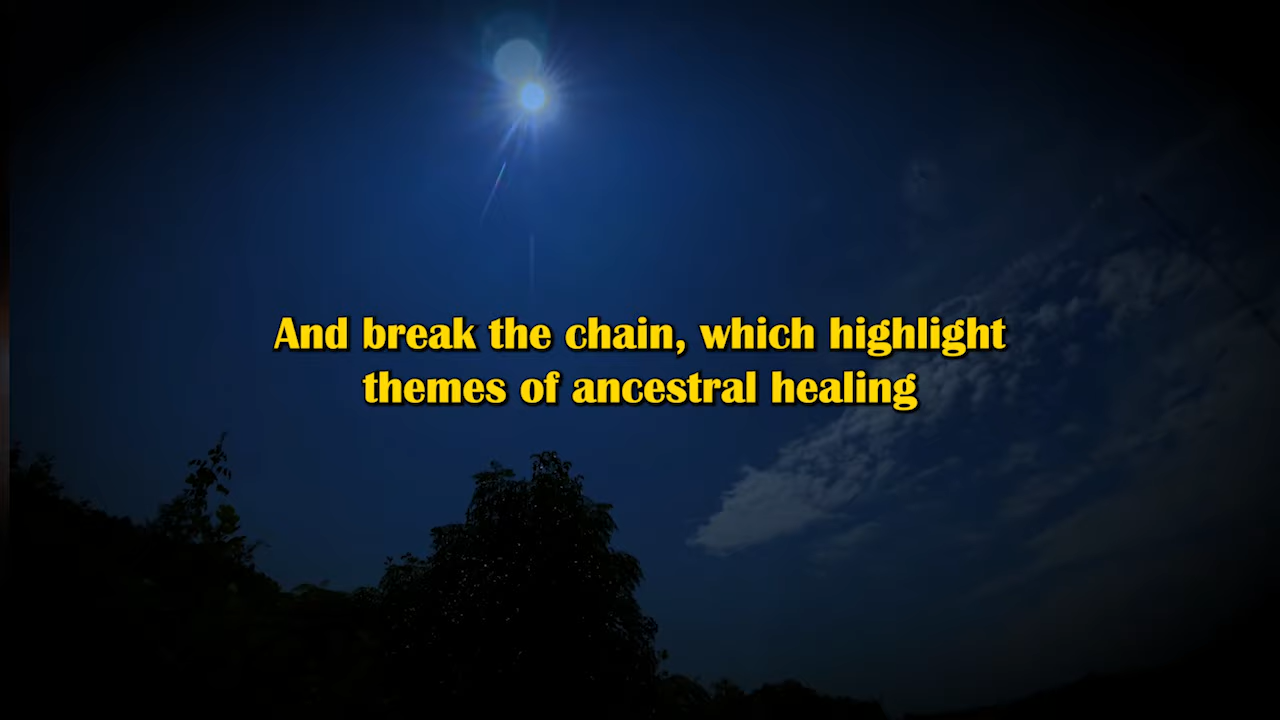 And break the chain, which highlight
themes of ancestral healing